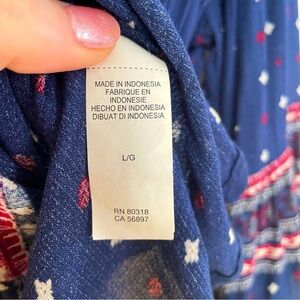 MADE IN INDONESIA
FABRIQUE EN
INDONESIE
HECHO EN INDONESIA
DIBUAT DI INDONESIA
L/G
RN 80318
CA 56897